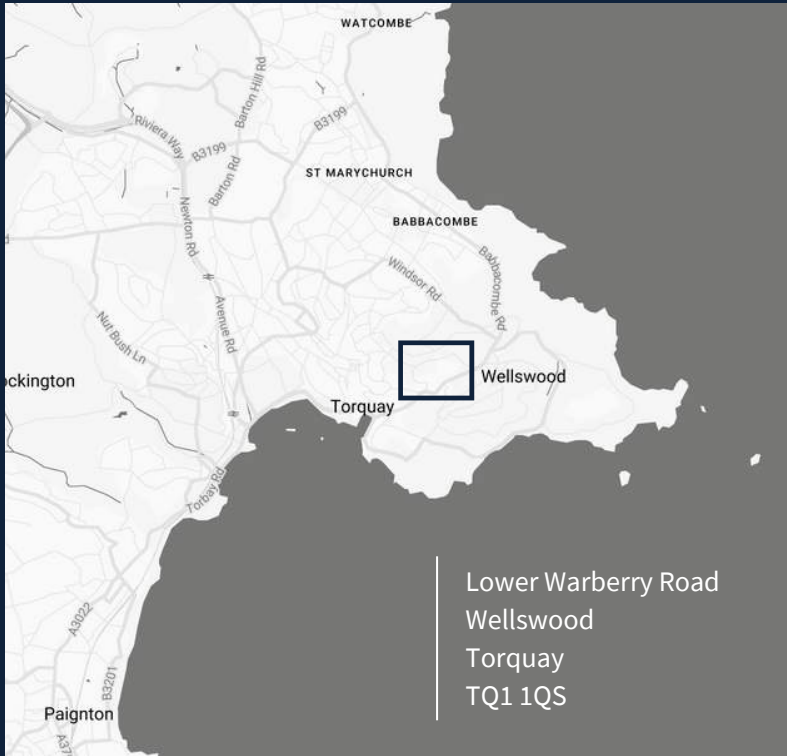 WATCOMBE
Barton Hill Rd
Riviera Way
B3199
B3199
Barton Rd
ST MARYCHURCH
Newton Rd
BABBACOMBE
Babbacombe Rd
Windsor Rd
Avenue Rd
Nut Bush Ln
ockington
Wellswood
Torquay
Torbay Rd
Lower Warberry Road
Wellswood
Torquay
TQ1 1QS
A3022
B3201
Paignton